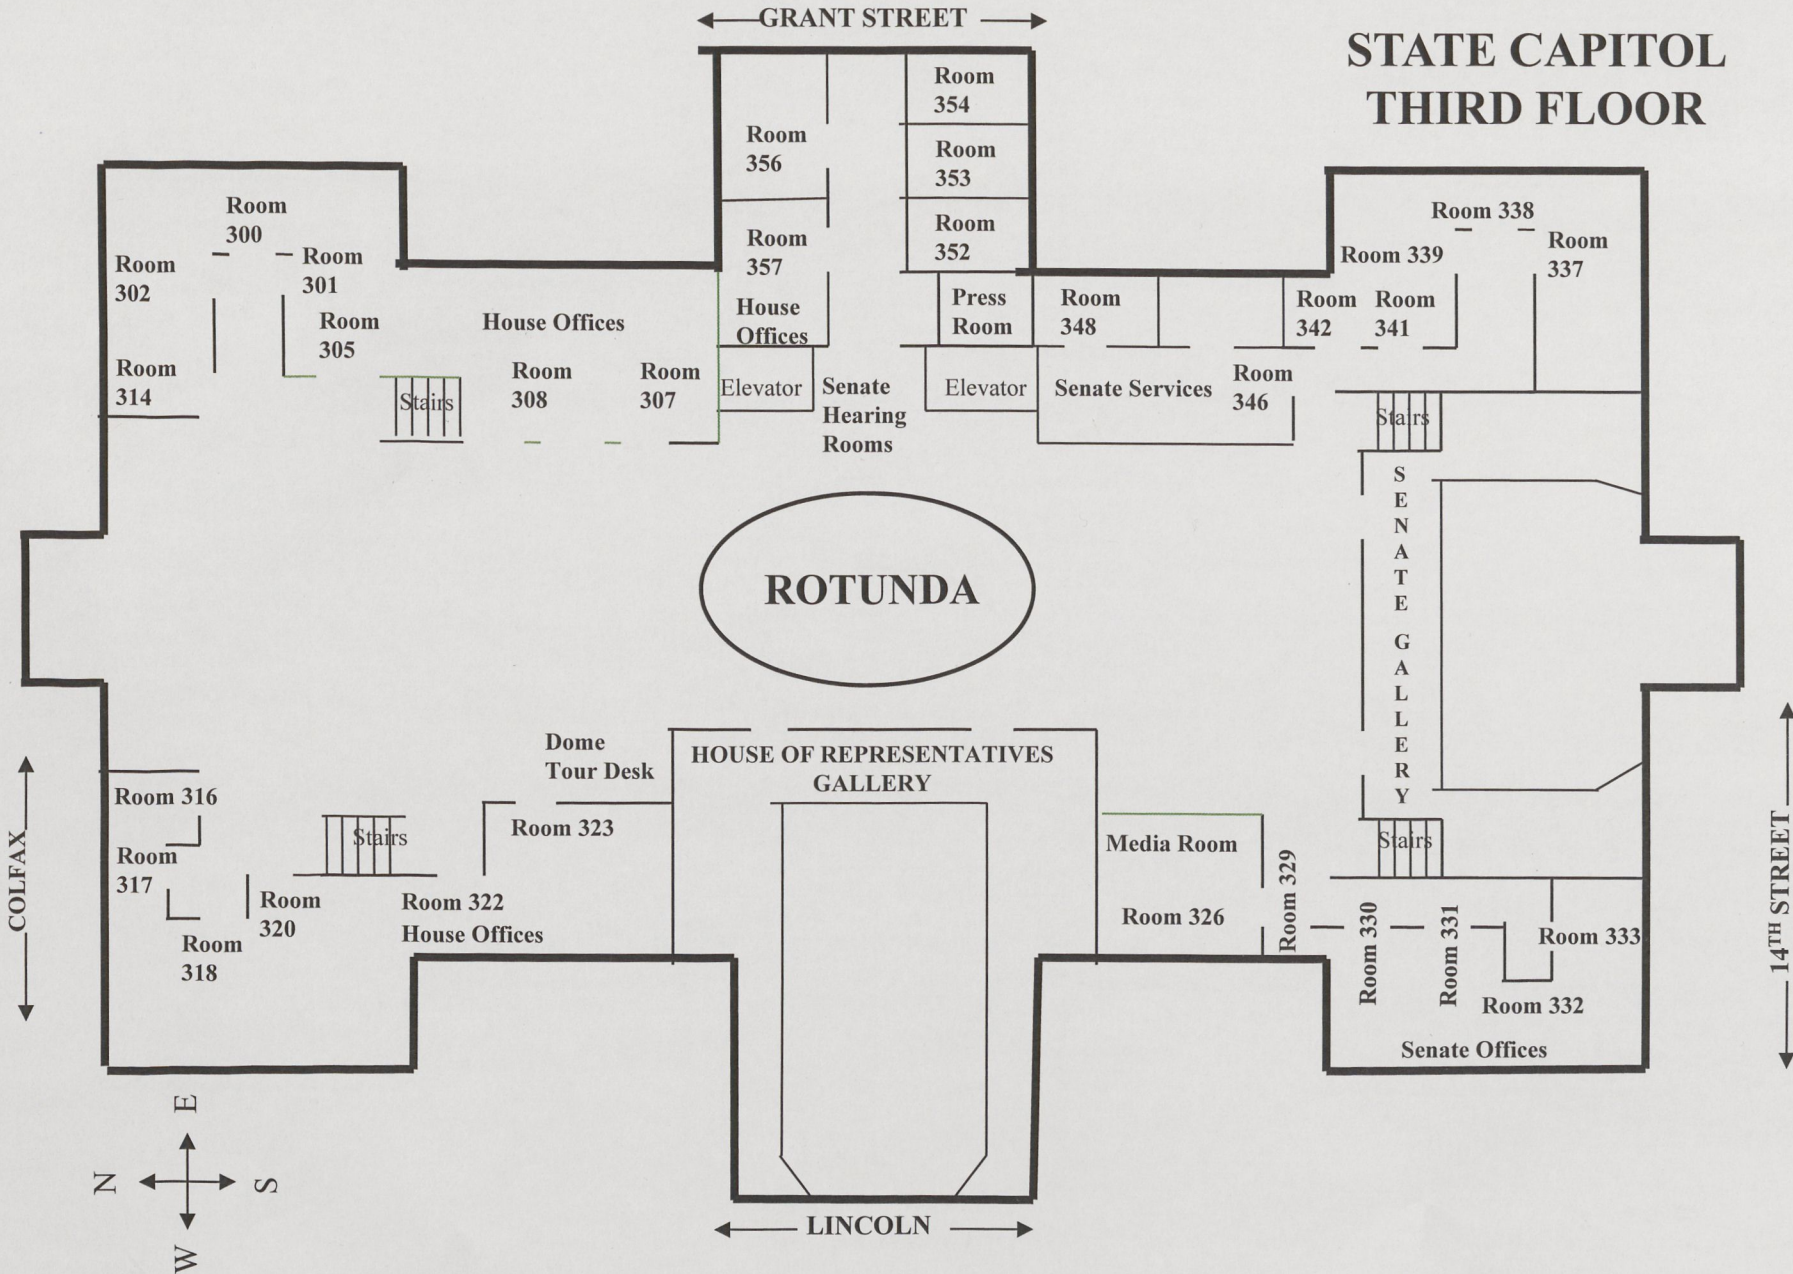 GRANT STREET
STATE CAPITOL
THIRD FLOOR
Room
354
Room
356
Room
353
Room
300
Room
352
Room 338
Room
357
Room
301
Room
302
Room 339
Room
337
House
Offices
Press
Room
Room
348
Room
342
Room
341
Room
305
House Offices
Room
314
Stairs
Room
308
Room
307
Elevator
Senate
Hearing
Rooms
Elevator
Senate Services
Room
346
Stairs
SENATE GALLERY
ROTUNDA
Dome
Tour Desk
HOUSE OF REPRESENTATIVES
GALLERY
Room 316
Stairs
Room 323
Media Room
Stairs
Room
317
Room
320
Room 322
House Offices
Room 326
Room 329
Room 330
Room 331
Room 333
Room
318
Room 332
Senate Offices
COLFAX
14TH STREET
E
N
S
W
LINCOLN